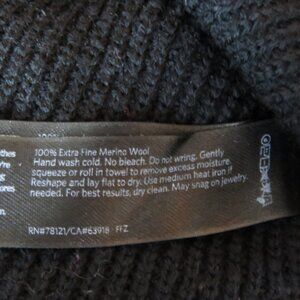 100% Extra Fine Merino Wool
Hand wash cold. No bleach. Do not wring. Gently
squeeze or roll in towel to remove excess moisture.
Reshape and lay flat to dry. Use medium heat iron if
needed. For best results, dry clean. May snag on jewelry.
RN#78121/CA#63918 FFZ